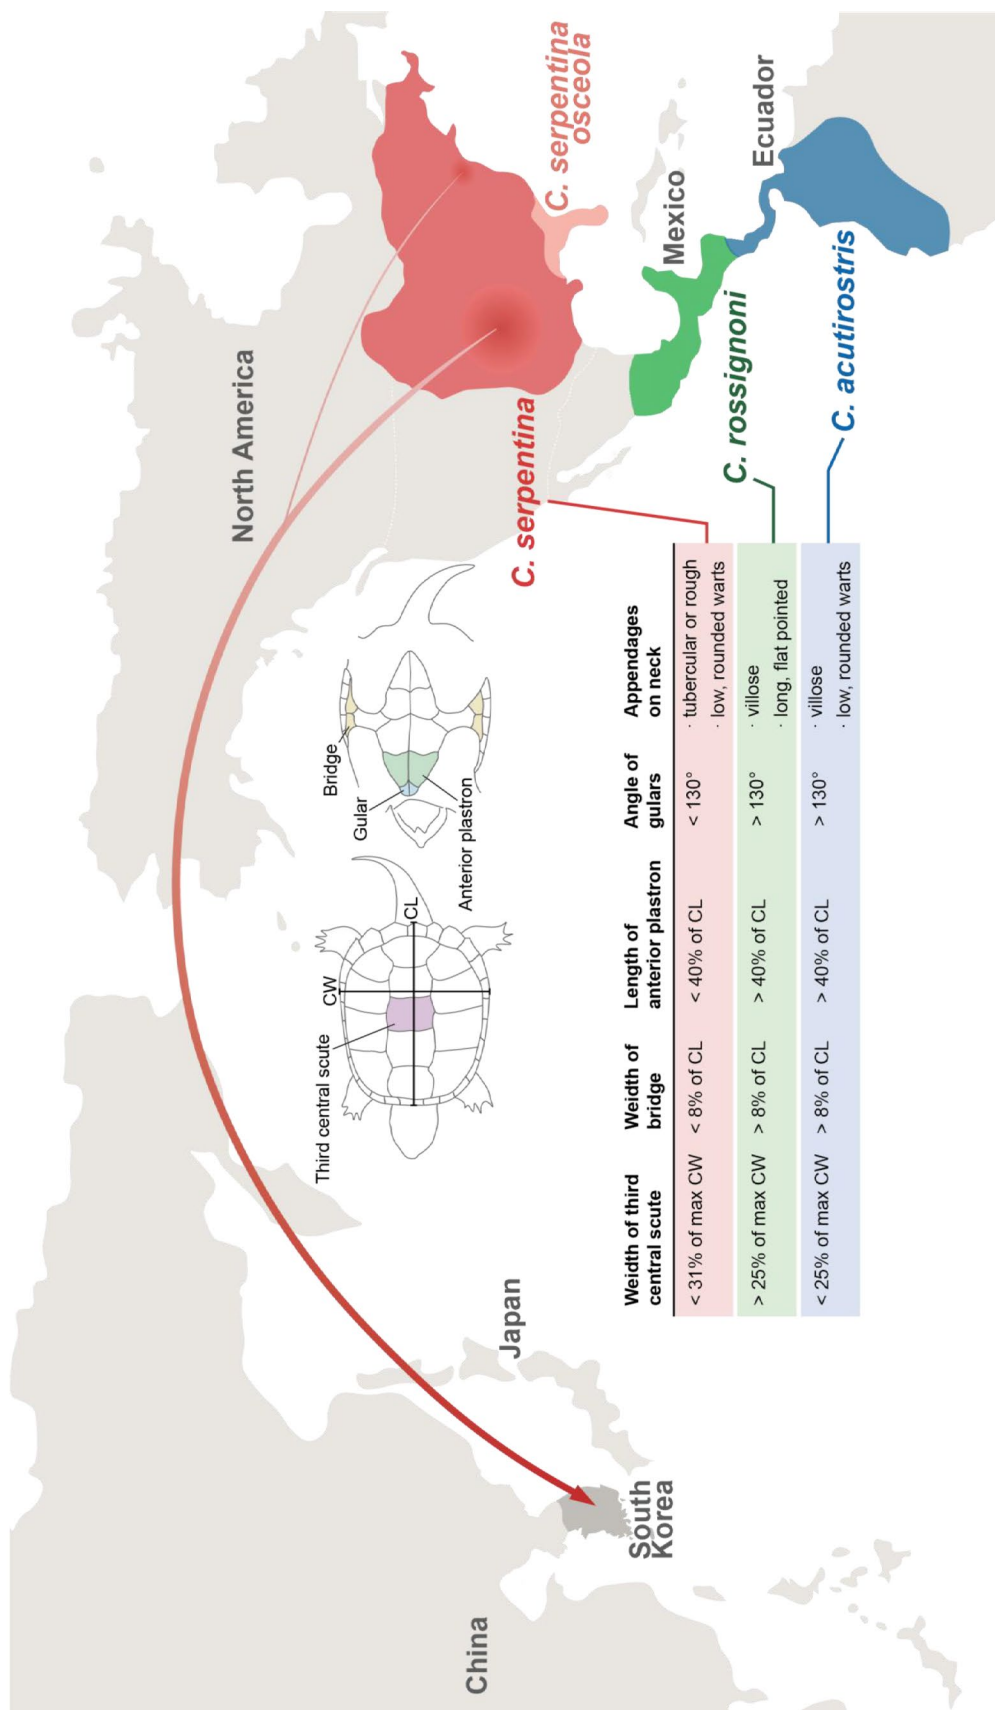 North America
China
South
Korea
Japan
Mexico
Ecuador
C. serpentina
C. serpentina
osceola
C. rossignoni
C. acutirostris
Third central scute
CW
CL
Bridge
Gular
Anterior plastron
Weidth of third
central scute
Weidth of
bridge
Length of
anterior plastron
Angle of
gulars
Appendages
on neck
< 31% of max CW < 8% of CL < 40% of CL < 130° · tubercular or rough
· low, rounded warts
> 25% of max CW > 8% of CL > 40% of CL > 130° · villose
· long, flat pointed
< 25% of max CW > 8% of CL > 40% of CL > 130° · villose
· low, rounded warts